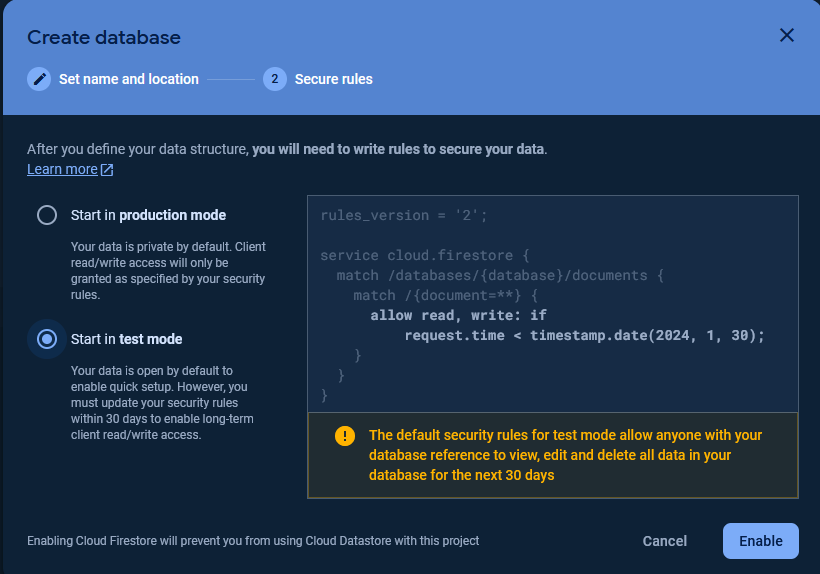 Create database
Set name and location
2
Secure rules
After you define your data structure, you will need to write rules to secure your data.
Learn more
Start in production mode
Your data is private by default. Client
read/write access will only be
granted as specified by your security
rules.
Start in test mode
Your data is open by default to
enable quick setup. However, you
must update your security rules
within 30 days to enable long-term
client read/write access.
rules_version = '2';
service cloud.firestore {
match /databases/{database}/documents {
match /{document=**} {
allow read, write: if
request.time < timestamp.date(2024, 1, 30);
}
}
}
!
The default security rules for test mode allow anyone with your
database reference to view, edit and delete all data in your
database for the next 30 days
Enabling Cloud Firestore will prevent you from using Cloud Datastore with this project
Cancel
Enable